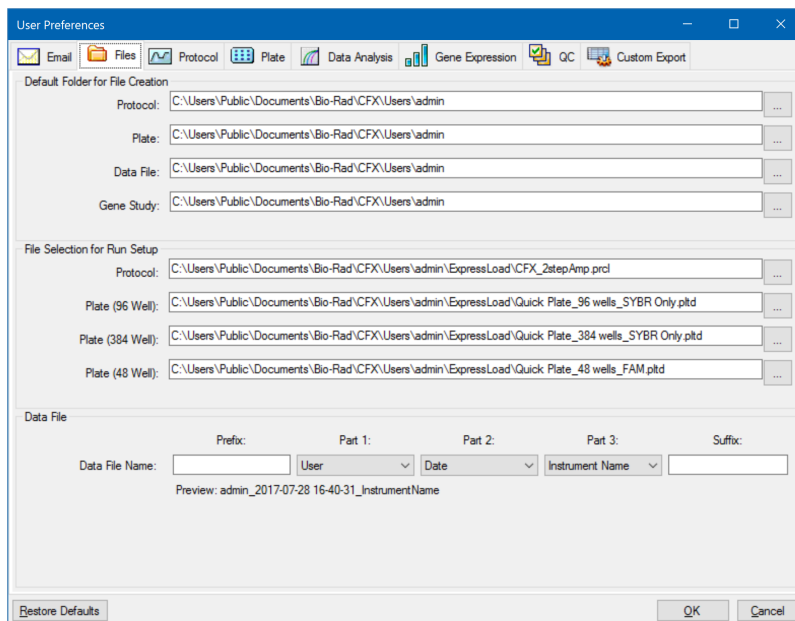 User Preferences
Email Files Protocol Plate Data Analysis Gene Expression QC Custom Export
Default Folder for File Creation
Protocol: C:\Users\Public\Documents\Bio-Rad\CFX\Users\admin ...
Plate: C:\Users\Public\Documents\Bio-Rad\CFX\Users\admin ...
Data File: C:\Users\Public\Documents\Bio-Rad\CFX\Users\admin ...
Gene Study: C:\Users\Public\Documents\Bio-Rad\CFX\Users\admin ...
File Selection for Run Setup
Protocol: C:\Users\Public\Documents\Bio-Rad\CFX\Users\admin\ExpressLoad\CFX_2stepAmp.prcl ...
Plate (96 Well): C:\Users\Public\Documents\Bio-Rad\CFX\Users\admin\ExpressLoad\Quick Plate_96 wells_SYBR Only.pltd ...
Plate (384 Well): C:\Users\Public\Documents\Bio-Rad\CFX\Users\admin\ExpressLoad\Quick Plate_384 wells_SYBR Only.pltd ...
Plate (48 Well): C:\Users\Public\Documents\Bio-Rad\CFX\Users\admin\ExpressLoad\Quick Plate_48 wells_FAM.pltd ...
Data File
Prefix: Part 1: Part 2: Part 3: Suffix:
Data File Name: User Date Instrument Name
Preview: admin_2017-07-28 16-40-31_InstrumentName
Restore Defaults OK Cancel